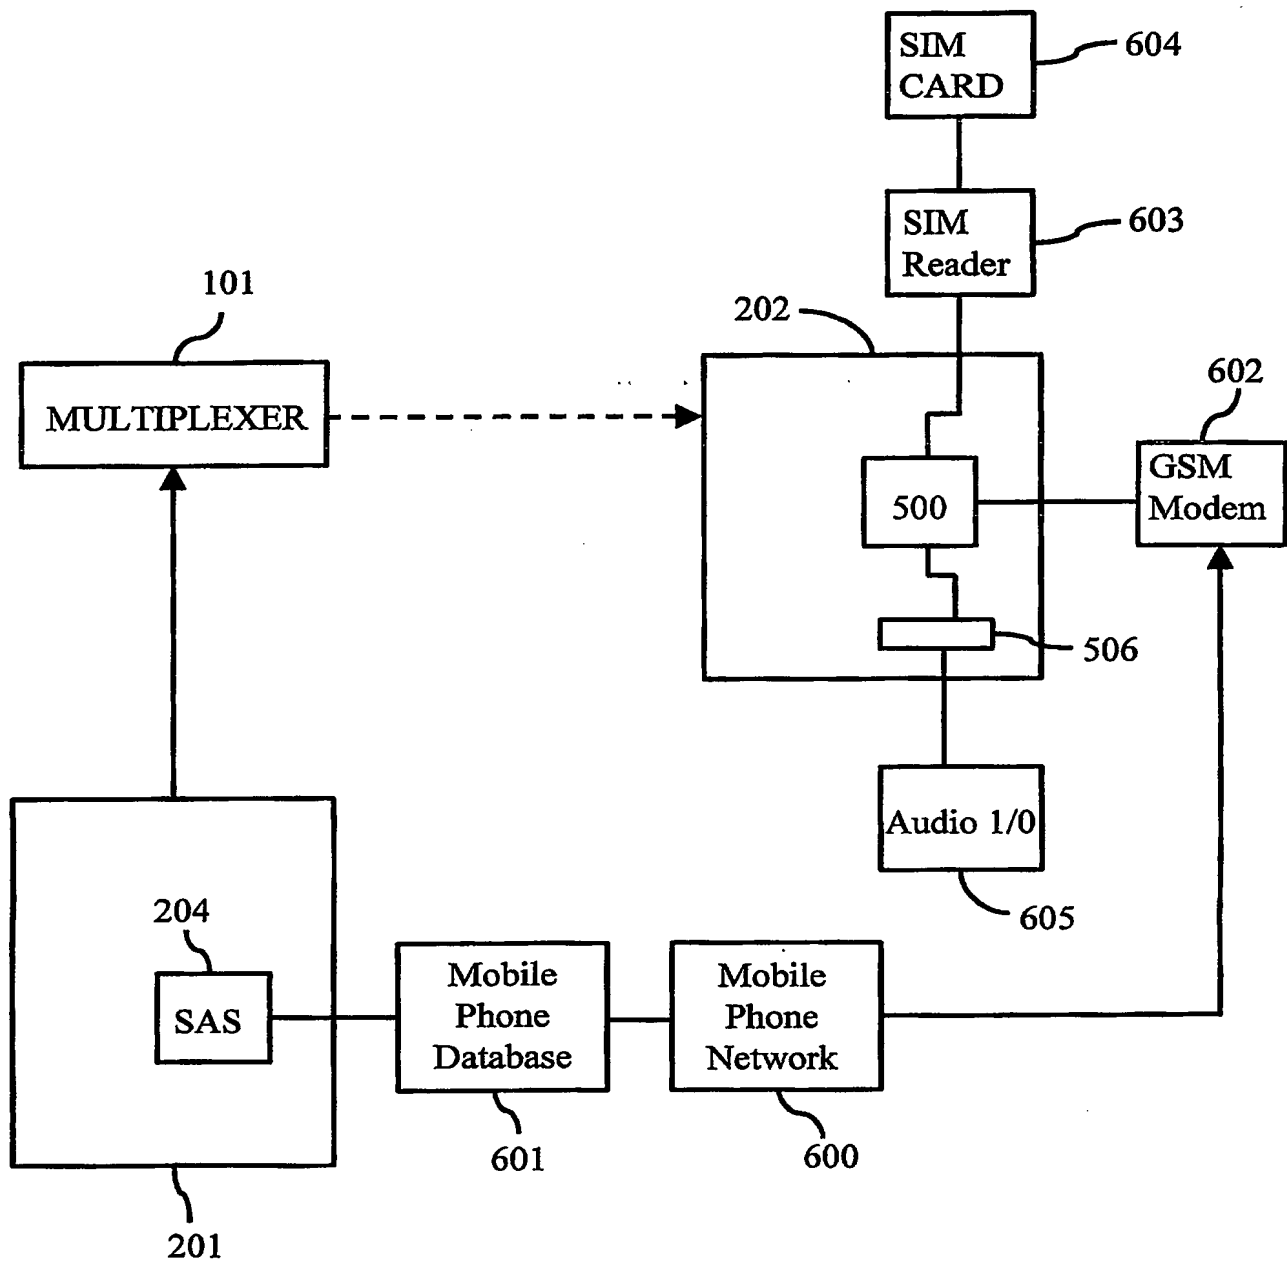 SIM
CARD
604
SIM
Reader
603
101
202
602
MULTIPLEXER
GSM
Modem
500
506
Audio 1/0
605
204
SAS
Mobile
Phone
Database
Mobile
Phone
Network
601
600
201